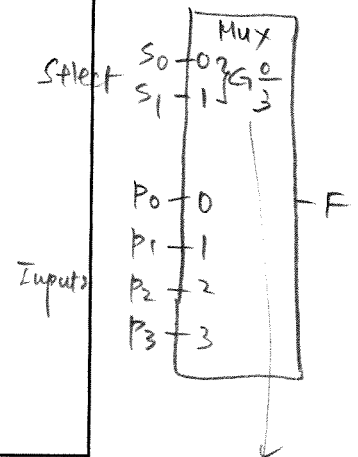 Mux
Select S0 0 } G 0/3
S1 1
P0 0
P1 1 F
Inputs P2 2
P3 3